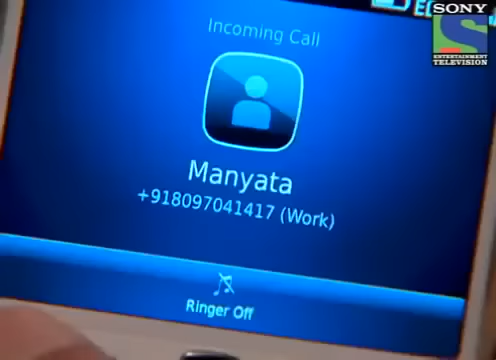 SONY
ENTERTAINMENT
TELEVISION
Incoming Call
Manyata
+918097041417 (Work)
Ringer Off